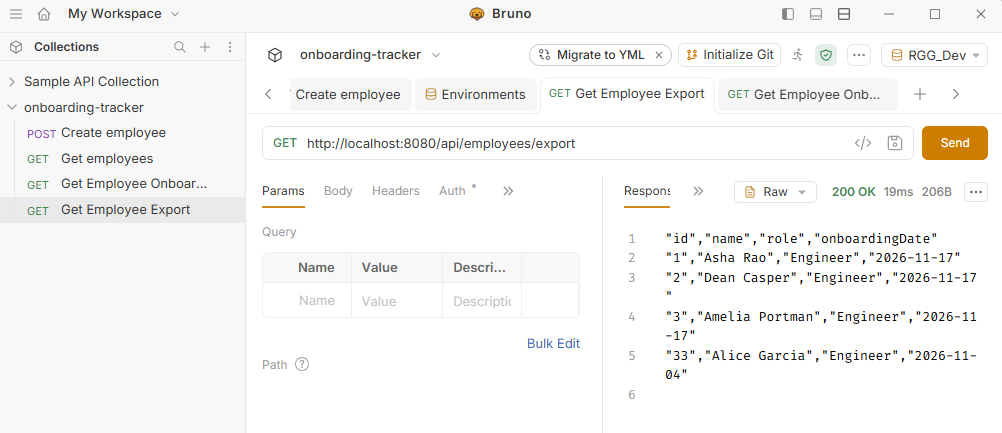 My Workspace
Bruno
Collections
Sample API Collection
onboarding-tracker
POST Create employee
GET Get employees
GET Get Employee Onboar...
GET Get Employee Export
onboarding-tracker
Migrate to YML
Initialize Git
RGG_Dev
Create employee
Environments
GET Get Employee Export
GET Get Employee Onb...
GET http://localhost:8080/api/employees/export
Send
Params Body Headers Auth
Query
Name Value Descri...
Name Value Descriptic
Bulk Edit
Path
Respons
Raw
200 OK 19ms 206B
1 "id","name","role","onboardingDate"
2 "1","Asha Rao","Engineer","2026-11-17"
3 "2","Dean Casper","Engineer","2026-11-17
"
4 "3","Amelia Portman","Engineer","2026-11
-17"
5 "33","Alice Garcia","Engineer","2026-11-
04"
6